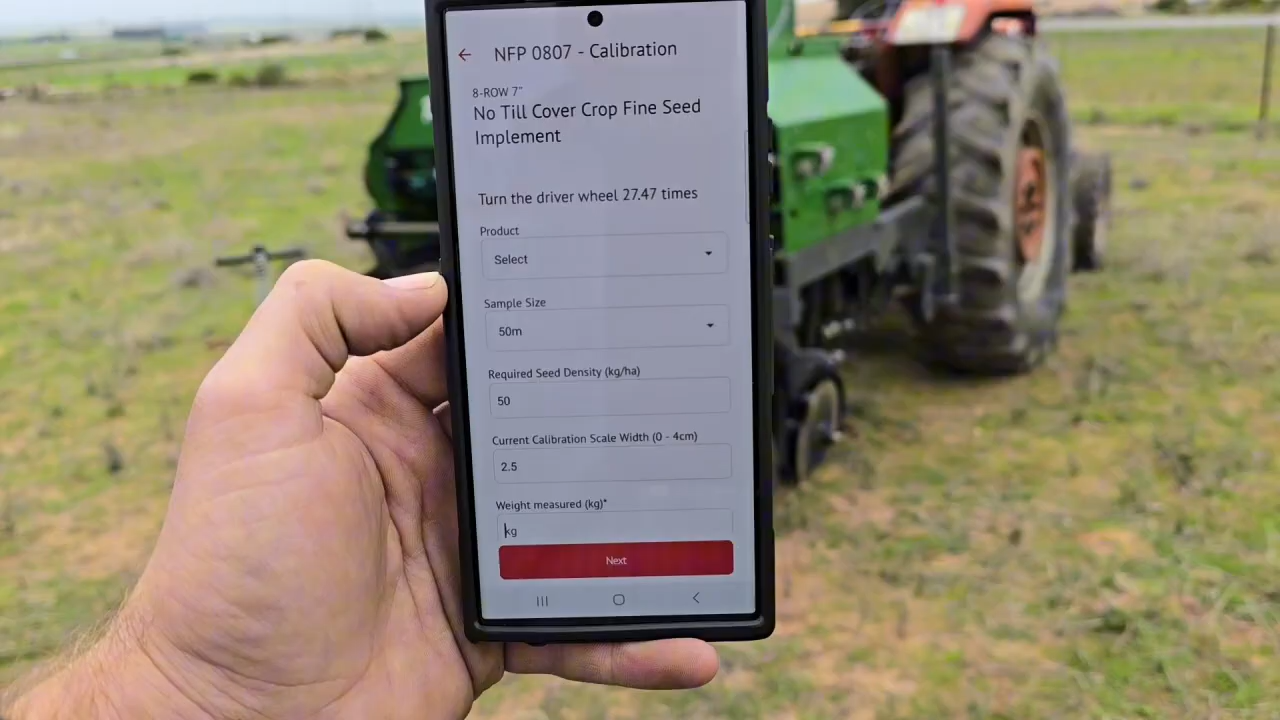 NFP 0807 - Calibration
8-ROW 7"
No Till Cover Crop Fine Seed
Implement
Turn the driver wheel 27.47 times
Product
Select
Sample Size
50m
Required Seed Density (kg/ha)
50
Current Calibration Scale Width (0 - 4cm)
2.5
Weight measured (kg)*
kg
Next